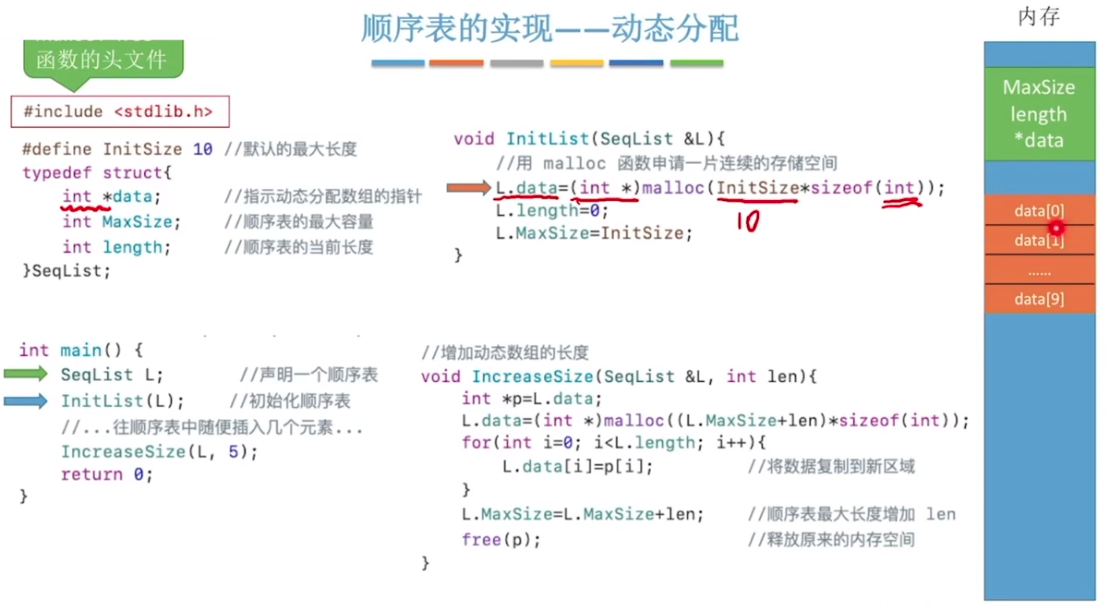 顺序表的实现——动态分配
函数的头文件
#include <stdlib.h>
#define InitSize 10 //默认的最大长度
typedef struct{
int *data; //指示动态分配数组的指针
int MaxSize; //顺序表的最大容量
int length; //顺序表的当前长度
}SeqList;
void InitList(SeqList &L){
//用 malloc 函数申请一片连续的存储空间
L.data=(int *)malloc(InitSize*sizeof(int));
10
L.length=0;
L.MaxSize=InitSize;
}
int main() {
SeqList L; //声明一个顺序表
InitList(L); //初始化顺序表
//...往顺序表中随便插入几个元素...
IncreaseSize(L, 5);
return 0;
}
//增加动态数组的长度
void IncreaseSize(SeqList &L, int len){
int *p=L.data;
L.data=(int *)malloc((L.MaxSize+len)*sizeof(int));
for(int i=0; i<L.length; i++){
L.data[i]=p[i]; //将数据复制到新区域
}
L.MaxSize=L.MaxSize+len; //顺序表最大长度增加 len
free(p); //释放原来的内存空间
}
内存
MaxSize
length
*data
data[0]
data[1]
......
data[9]